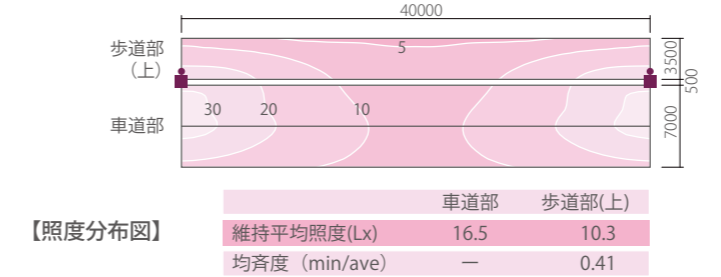 40000
歩道部
(上)
5
3500
500
30
20
10
車道部
7000
車道部 歩道部(上)
【照度分布図】
維持平均照度(Lx) 16.5 10.3
均斉度（min/ave） ー 0.41